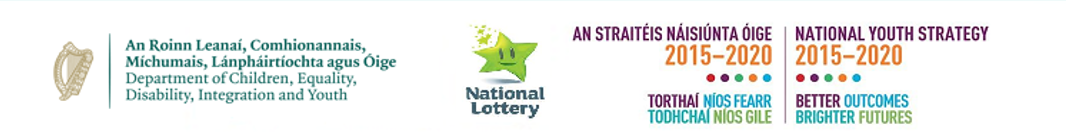 An Roinn Leanaí, Comhionannais,
Míchumais, Lánpháirtíochta agus Óige
Department of Children, Equality,
Disability, Integration and Youth
National
Lottery
AN STRAITÉIS NÁISIÚNTA ÓIGE
2015–2020
TORTHAÍ NÍOS FEARR
TODHCHAÍ NÍOS GILE
NATIONAL YOUTH STRATEGY
2015–2020
BETTER OUTCOMES
BRIGHTER FUTURES